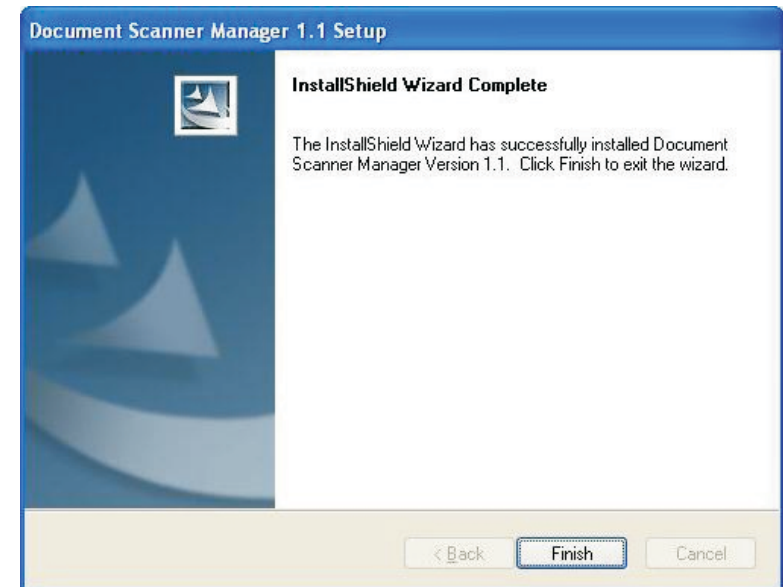 Document Scanner Manager 1.1 Setup
InstallShield Wizard Complete
The InstallShield Wizard has successfully installed Document
Scanner Manager Version 1.1.  Click Finish to exit the wizard.
< Back Finish Cancel